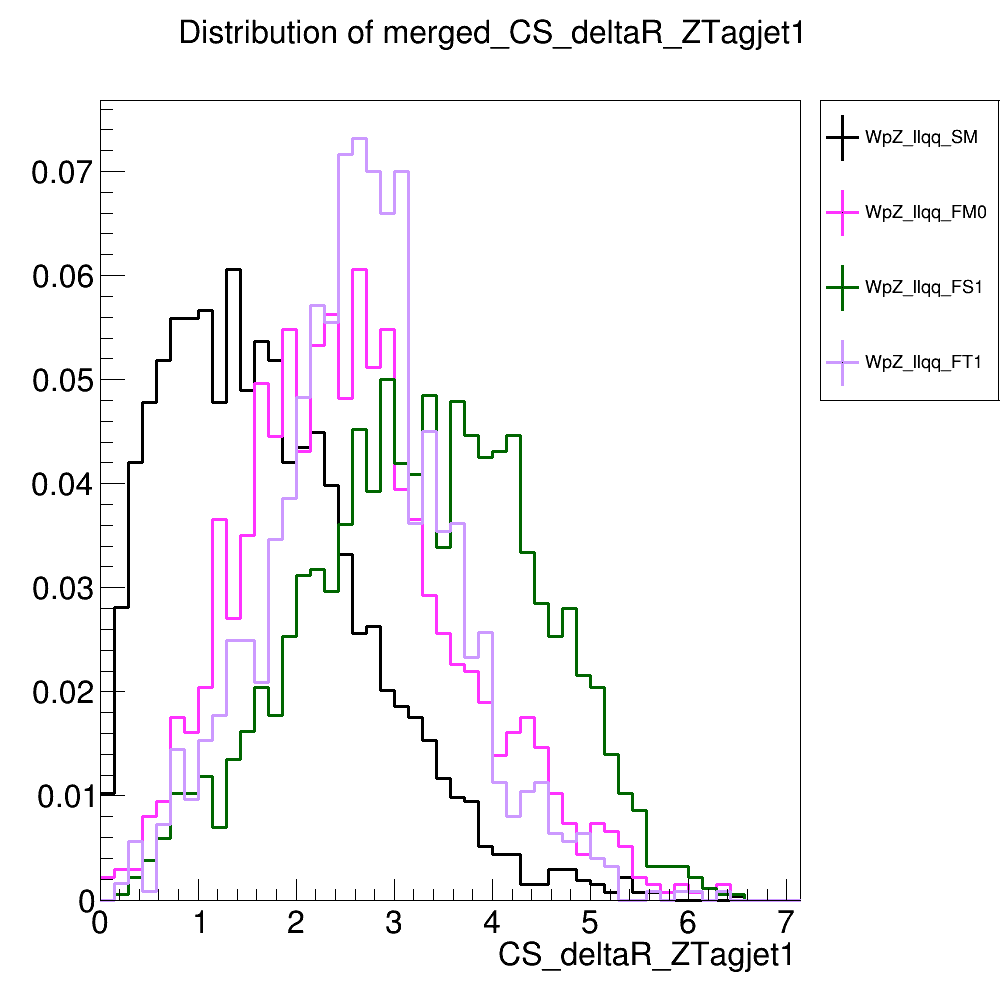 Distribution of merged_CS_deltaR_ZTagjet1
WpZ_llqq_SM
WpZ_llqq_FM0
WpZ_llqq_FS1
WpZ_llqq_FT1
0.07
0.06
0.05
0.04
0.03
0.02
0.01
0
0 1 2 3 4 5 6 7
CS_deltaR_ZTagjet1